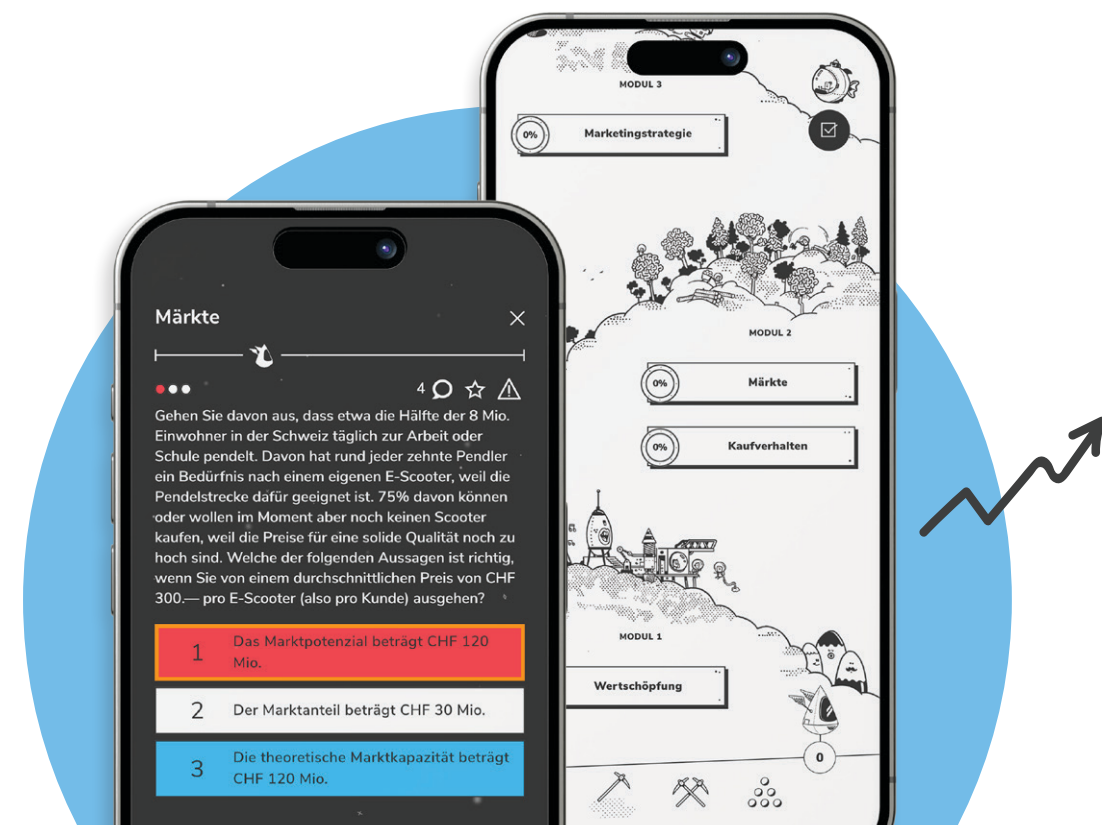 Märkte
4
Gehen Sie davon aus, dass etwa die Hälfte der 8 Mio.
Einwohner in der Schweiz täglich zur Arbeit oder
Schule pendelt. Davon hat rund jeder zehnte Pendler
ein Bedürfnis nach einem eigenen E-Scooter, weil die
Pendelstrecke dafür geeignet ist. 75% davon können
oder wollen im Moment aber noch keinen Scooter
kaufen, weil die Preise für eine solide Qualität noch zu
hoch sind. Welche der folgenden Aussagen ist richtig,
wenn Sie von einem durchschnittlichen Preis von CHF
300.— pro E-Scooter (also pro Kunde) ausgehen?
1
Das Marktpotenzial beträgt CHF 120
Mio.
2
Der Marktanteil beträgt CHF 30 Mio.
3
Die theoretische Marktkapazität beträgt
CHF 120 Mio.
MODUL 3
0%
Marketingstrategie
MODUL 2
0%
Märkte
0%
Kaufverhalten
MODUL 1
Wertschöpfung
0